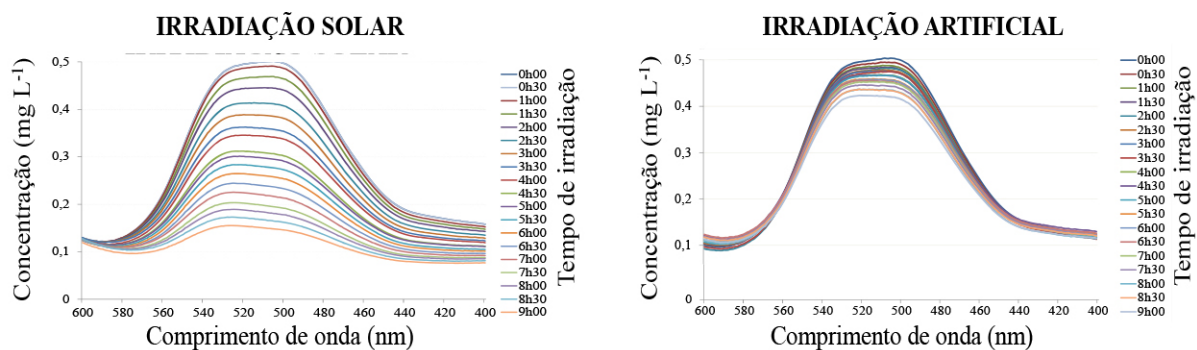 IRRADIAÇÃO SOLAR
Concentração (mg L-1)
0,5
0,4
0,3
0,2
0,1
0
600 580 560 540 520 500 480 460 440 420 400
Comprimento de onda (nm)
0h00
0h30
1h00
1h30
2h00
2h30
3h00
3h30
4h00
4h30
5h00
5h30
6h00
6h30
7h00
7h30
8h00
8h30
9h00
Tempo de irradiação
IRRADIAÇÃO ARTIFICIAL
Concentração (mg L-1)
0,5
0,4
0,3
0,2
0,1
0
600 580 560 540 520 500 480 460 440 420 400
Comprimento de onda (nm)
0h00
0h30
1h00
1h30
2h00
2h30
3h00
3h30
4h00
4h30
5h00
5h30
6h00
6h30
7h00
7h30
8h00
8h30
9h00
Tempo de irradiação